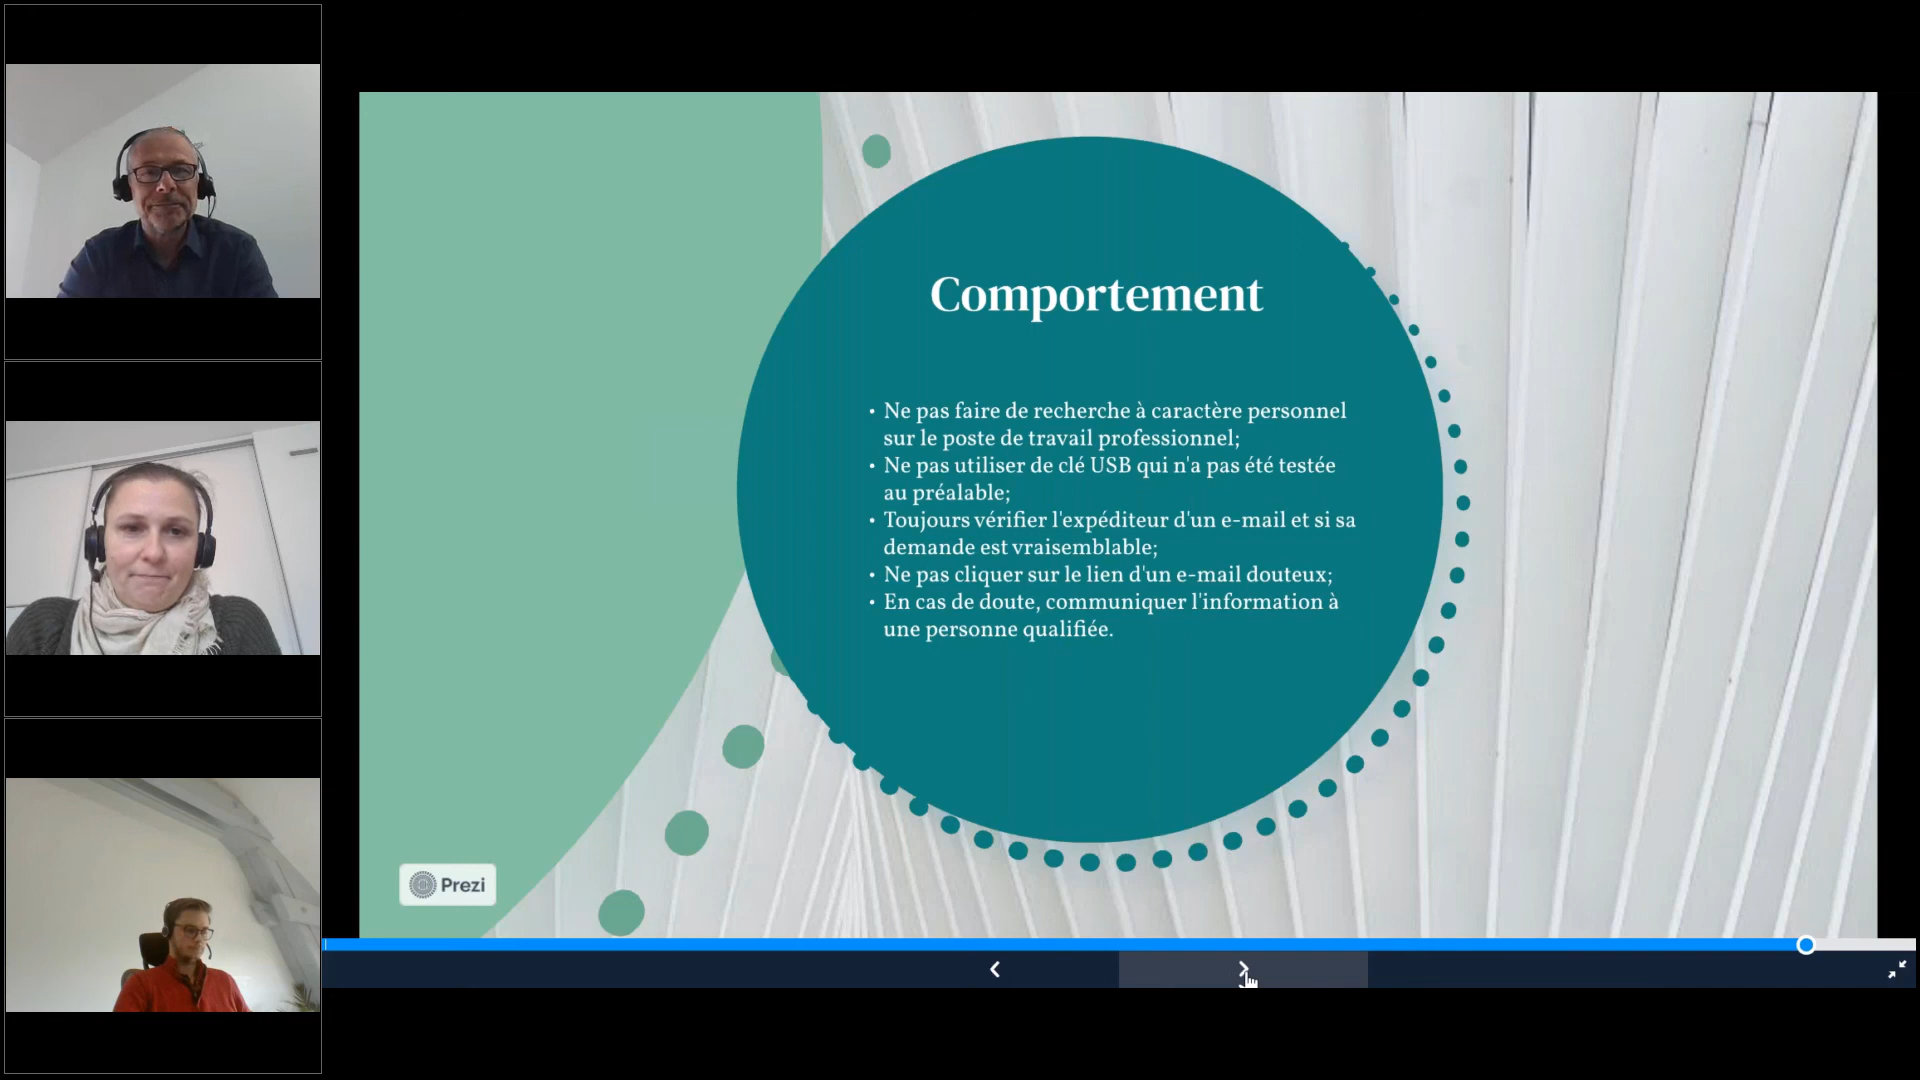 Comportement
• Ne pas faire de recherche à caractère personnel
sur le poste de travail professionnel;
• Ne pas utiliser de clé USB qui n'a pas été testée
au préalable;
• Toujours vérifier l'expéditeur d'un e-mail et si sa
demande est vraisemblable;
• Ne pas cliquer sur le lien d'un e-mail douteux;
• En cas de doute, communiquer l'information à
une personne qualifiée.
Prezi